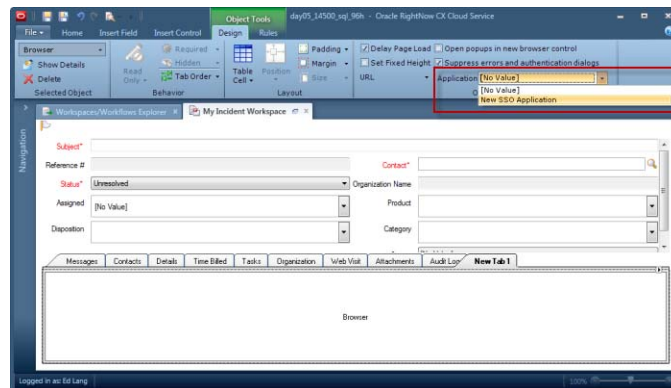 Object Tools
day05_14500_sql_96h - Oracle RightNow CX Cloud Service
File Home Insert Field Insert Control Design Rules
Browser
Show Details
Delete
Selected Object
Read Only
Required
Hidden
Tab Order
Behavior
Table Cell
Position
Padding
Margin
Size
Layout
Delay Page Load
Open popups in new browser control
Set Fixed Height
Suppress errors and authentication dialogs
URL
Application [No Value]
[No Value]
New SSO Application
Workspaces/Workflows Explorer
My Incident Workspace
Navigation
Subject*
Reference #
Contact*
Status* Unresolved
Organization Name
Assigned [No Value]
Product
Disposition
Category
Messages Contacts Details Time Billed Tasks Organization Web Visit Attachments Audit Log New Tab 1
Browser
Logged in as: Ed Lang
100%